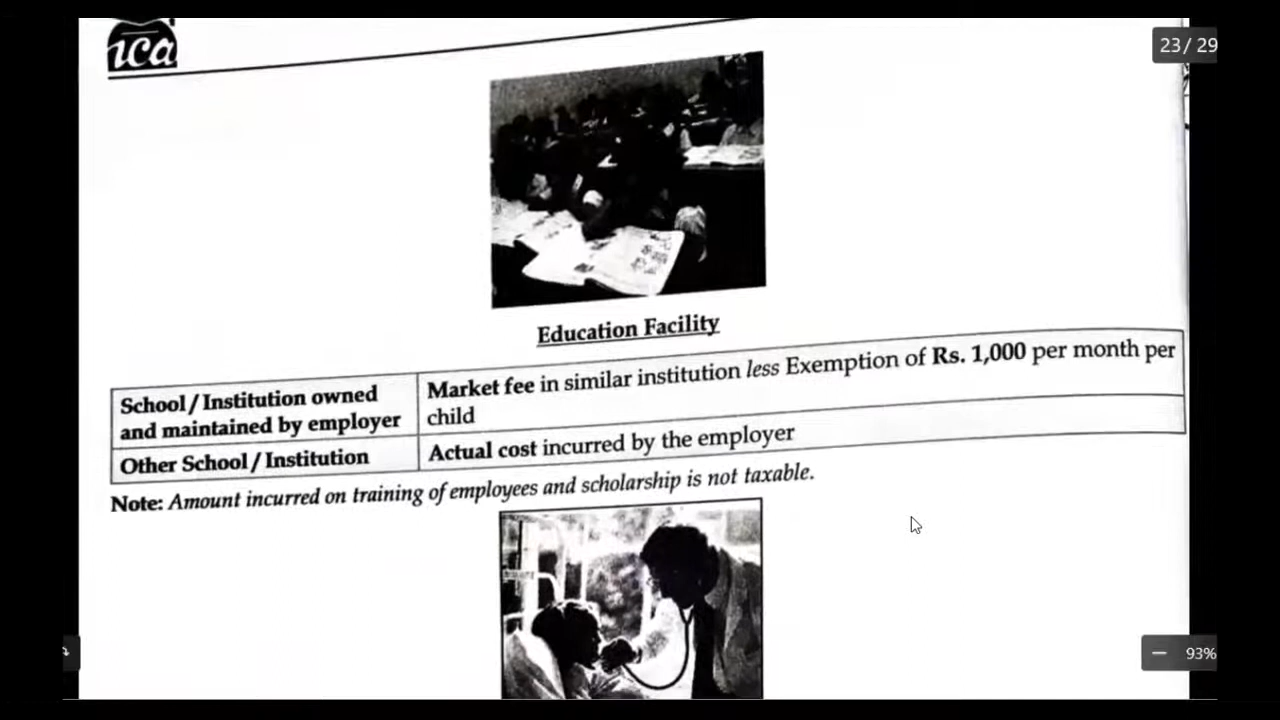 ica
23 / 29
Education Facility
School / Institution owned
and maintained by employer
Market fee in similar institution less Exemption of Rs. 1,000 per month per
child
Other School / Institution
Actual cost incurred by the employer
Note: Amount incurred on training of employees and scholarship is not taxable.
93%